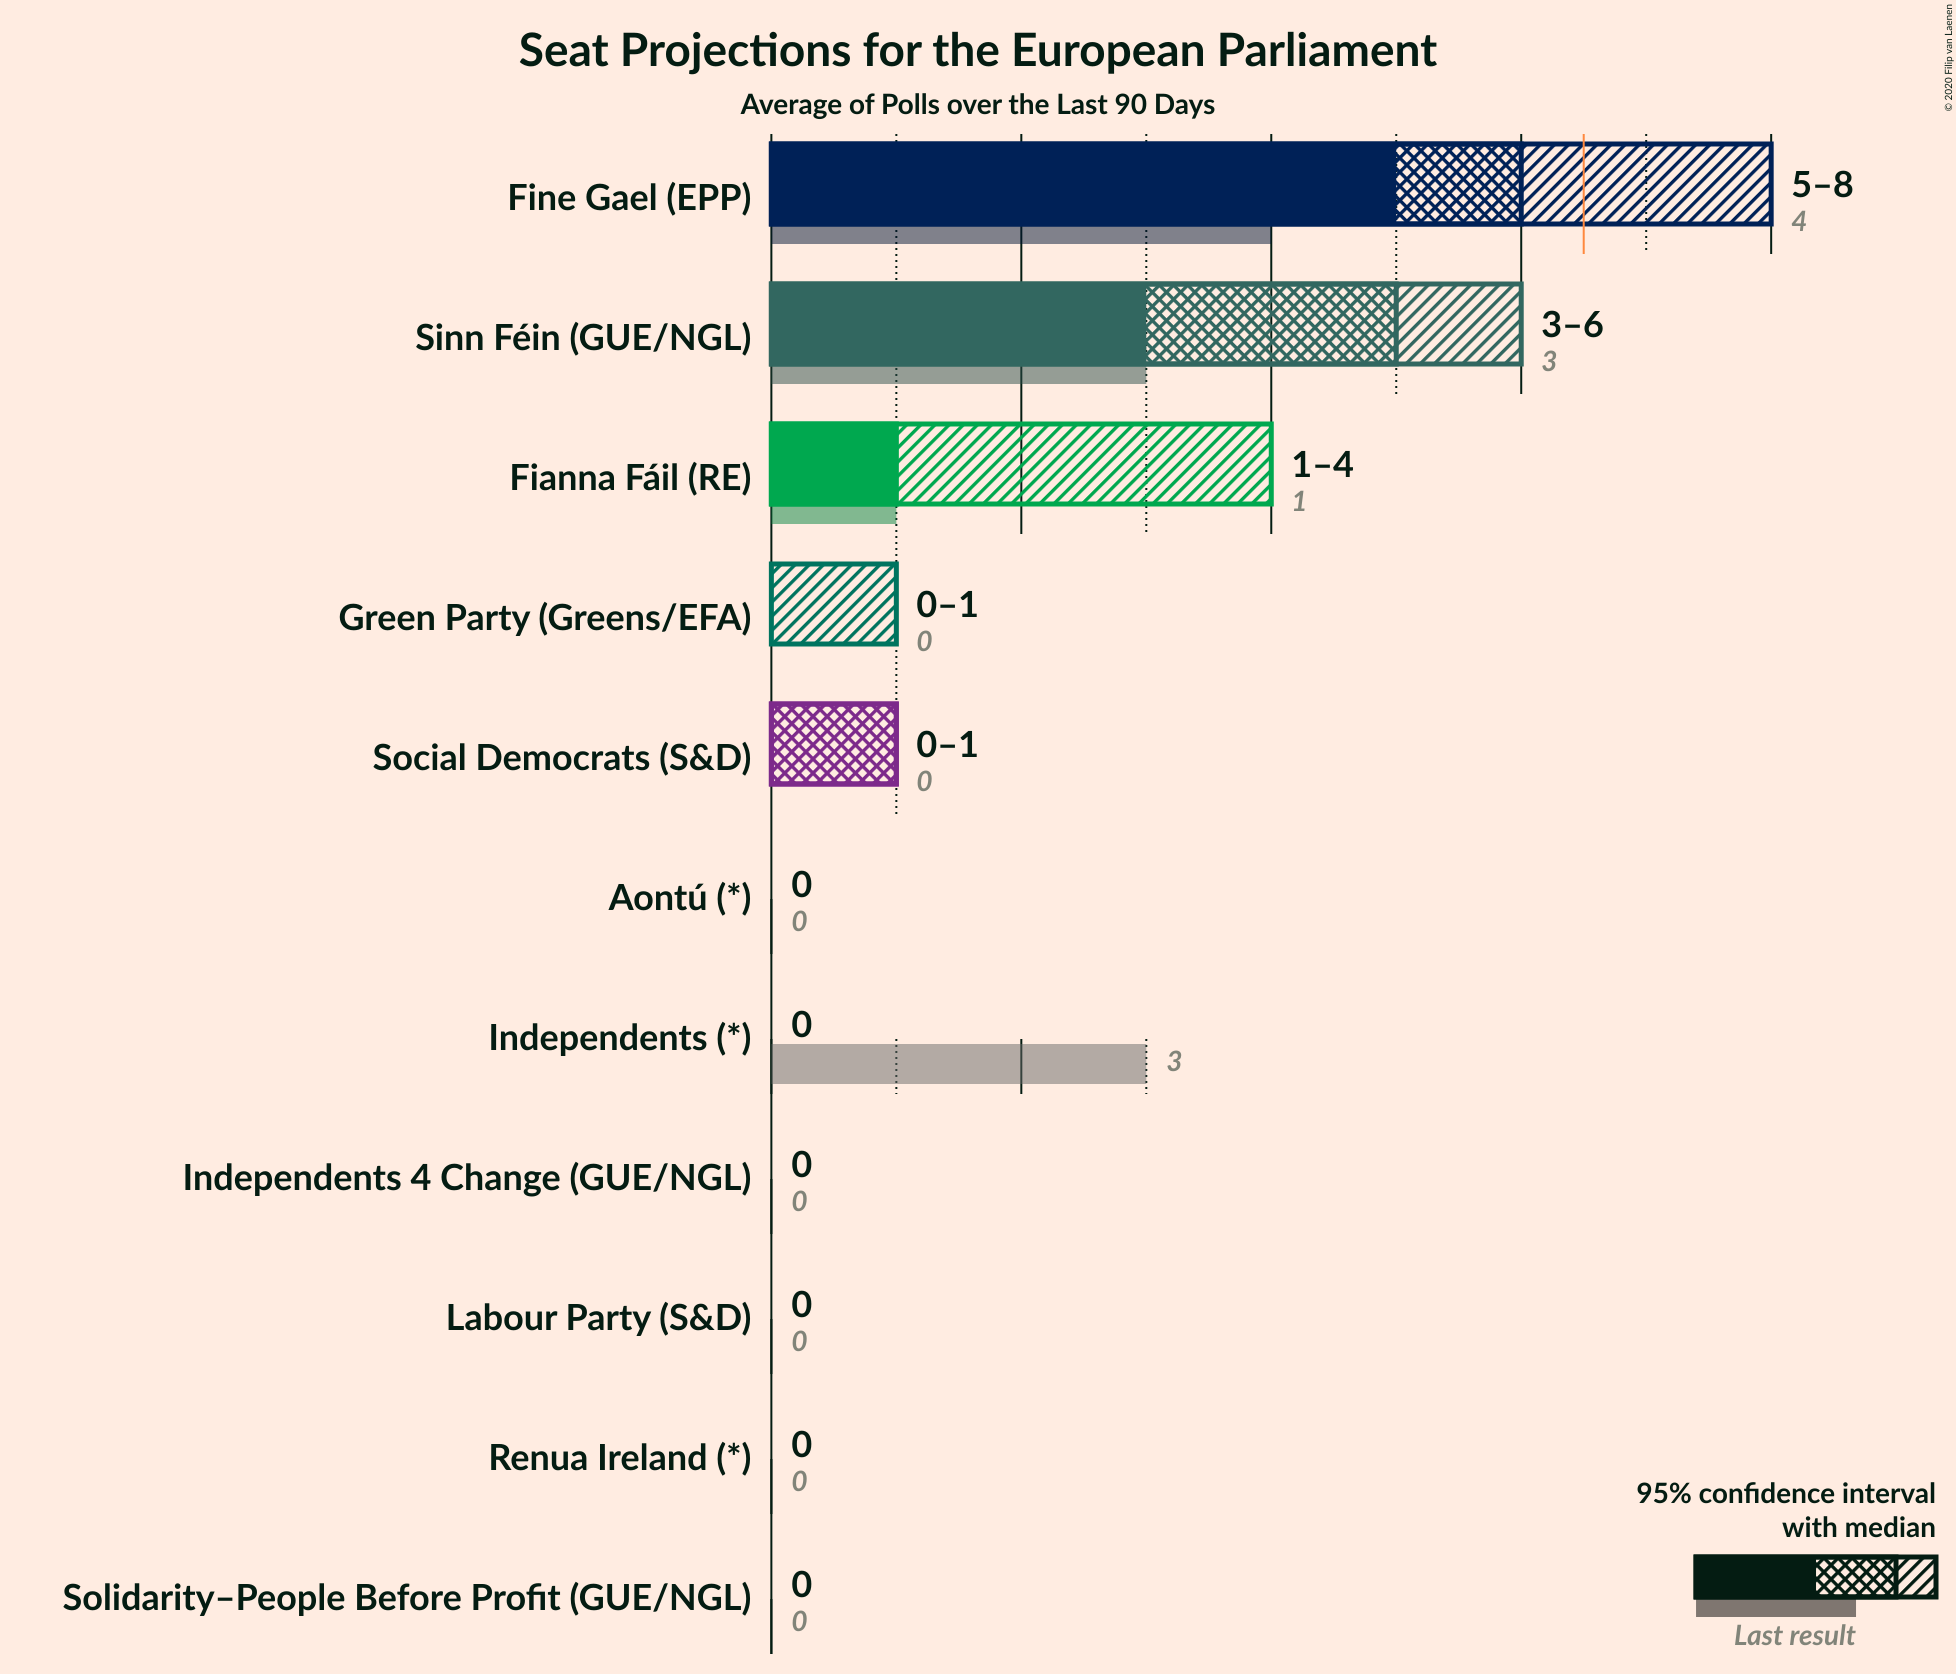 Seat Projections for the European Parliament
Average of Polls over the Last 90 Days
© 2020 Filip van Laenen
Fine Gael (EPP)
5–8
4
Sinn Féin (GUE/NGL)
3–6
3
Fianna Fáil (RE)
1–4
1
Green Party (Greens/EFA)
0–1
0
Social Democrats (S&D)
0–1
0
Aontú (*)
0
0
Independents (*)
0
3
Independents 4 Change (GUE/NGL)
0
0
Labour Party (S&D)
0
0
Renua Ireland (*)
0
0
Solidarity–People Before Profit (GUE/NGL)
0
0
95% confidence interval
with median
Last result